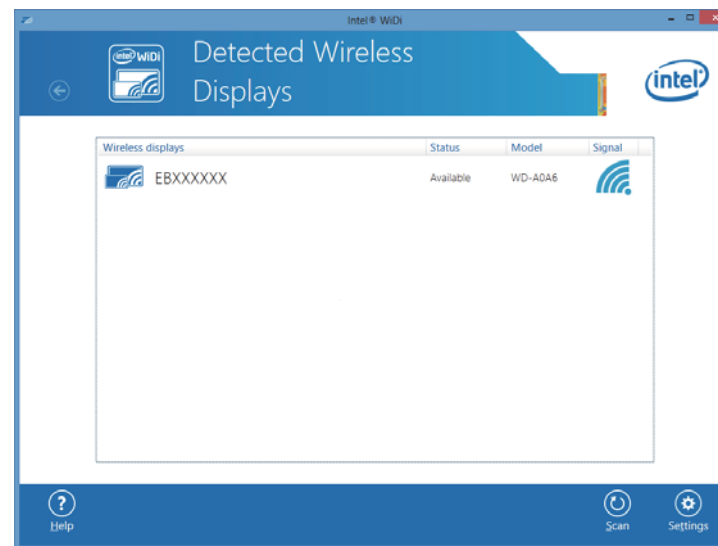 Intel® WiDi
intel WiDi
Detected Wireless
Displays
intel
Wireless displays Status Model Signal
EBXXXXXX Available WD-A0A6
Help Scan Settings